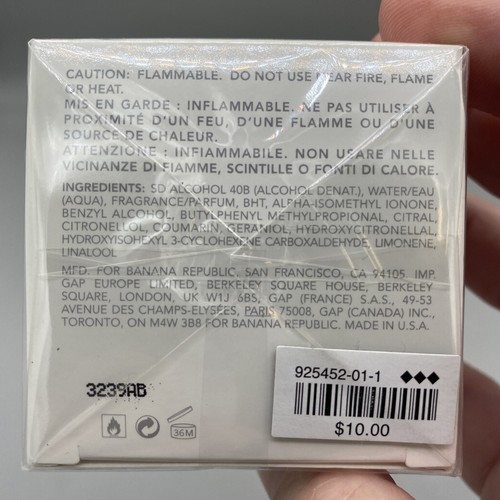 CAUTION: FLAMMABLE. DO NOT USE NEAR FIRE, FLAME
OR HEAT.
MIS EN GARDE : INFLAMMABLE. NE PAS UTILISER À
PROXIMITÉ D'UN FEU, D'UNE FLAMME OU D'UNE
SOURCE DE CHALEUR.
ATTENZIONE : INFIAMMABILE. NON USARE NELLE
VICINANZE DI FIAMME, SCINTILLE O FONTI DI CALORE.
INGREDIENTS: SD ALCOHOL 40B (ALCOHOL DENAT.), WATER/EAU
(AQUA), FRAGRANCE/PARFUM, BHT, ALPHA-ISOMETHYL IONONE,
BENZYL ALCOHOL, BUTYLPHENYL METHYLPROPIONAL, CITRAL,
CITRONELLOL, COUMARIN, GERANIOL, HYDROXYCITRONELLAL,
HYDROXYISOHEXYL 3-CYCLOHEXENE CARBOXALDEHYDE, LIMONENE,
LINALOOL
MFD. FOR BANANA REPUBLIC, SAN FRANCISCO, CA 94105. IMP.
GAP EUROPE LIMITED, BERKELEY SQUARE HOUSE, BERKELEY
SQUARE, LONDON, UK W1J 6BS, GAP (FRANCE) S.A.S., 49-53
AVENUE DES CHAMPS-ELYSÉES, PARIS 75008, GAP (CANADA) INC.,
TORONTO, ON M4W 3B8 FOR BANANA REPUBLIC. MADE IN U.S.A.
925452-01-1
3239AB
$10.00
36M